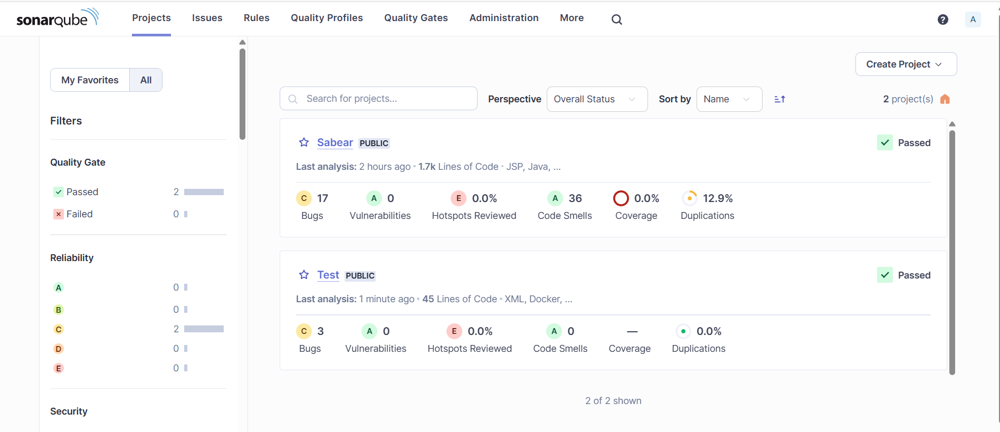 sonarqube Projects Issues Rules Quality Profiles Quality Gates Administration More ? A
My Favorites All
Filters
Quality Gate
Passed 2
Failed 0
Reliability
A 0
B 0
C 2
D 0
E 0
Security
Create Project
Search for projects... Perspective Overall Status Sort by Name 2 project(s)
Sabear PUBLIC Passed
Last analysis: 2 hours ago • 1.7k Lines of Code • JSP, Java, ...
C 17 A 0 E 0.0% A 36 0.0% 12.9%
Bugs Vulnerabilities Hotspots Reviewed Code Smells Coverage Duplications
Test PUBLIC Passed
Last analysis: 1 minute ago • 45 Lines of Code • XML, Docker, ...
C 3 A 0 E 0.0% A 0 — 0.0%
Bugs Vulnerabilities Hotspots Reviewed Code Smells Coverage Duplications
2 of 2 shown